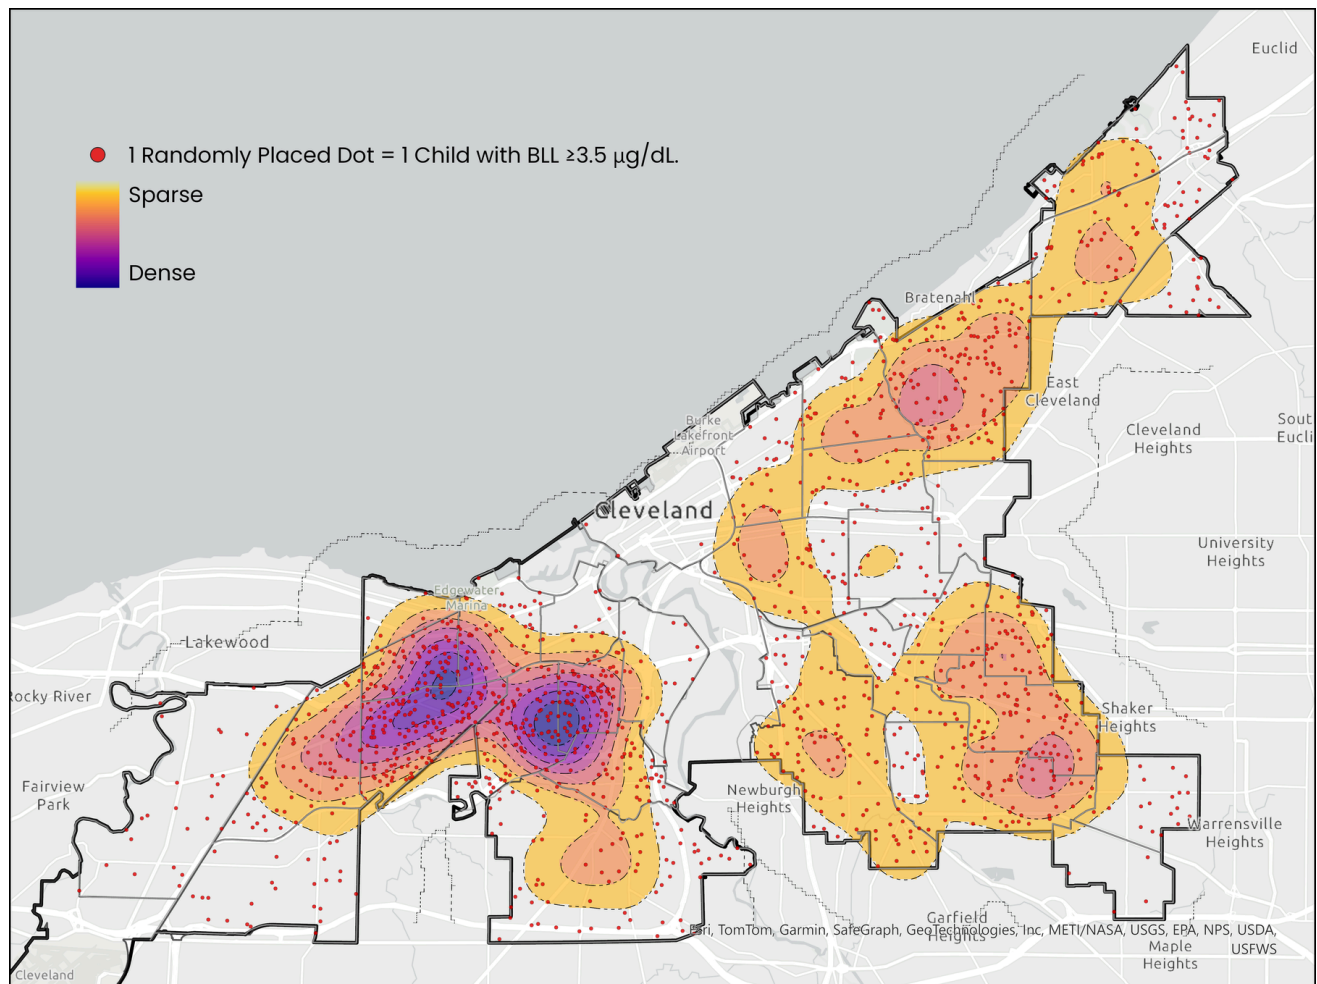 Euclid
1 Randomly Placed Dot = 1 Child with BLL ≥3.5 µg/dL.
Sparse
Dense
Bratenahl
East
Cleveland
Cleveland
Heights
Sout
Eucli
Burke
Lakefront
Airport
Cleveland
University
Heights
Edgewater
Marina
Lakewood
Rocky River
Shaker
Heights
Fairview
Park
Newburgh
Heights
Warrensville
Heights
Garfield
Heights
Esri, TomTom, Garmin, SafeGraph, GeoTechnologies, Inc, METI/NASA, USGS, EPA, NPS, USDA,
USFWS
Maple
Heights
Cleveland